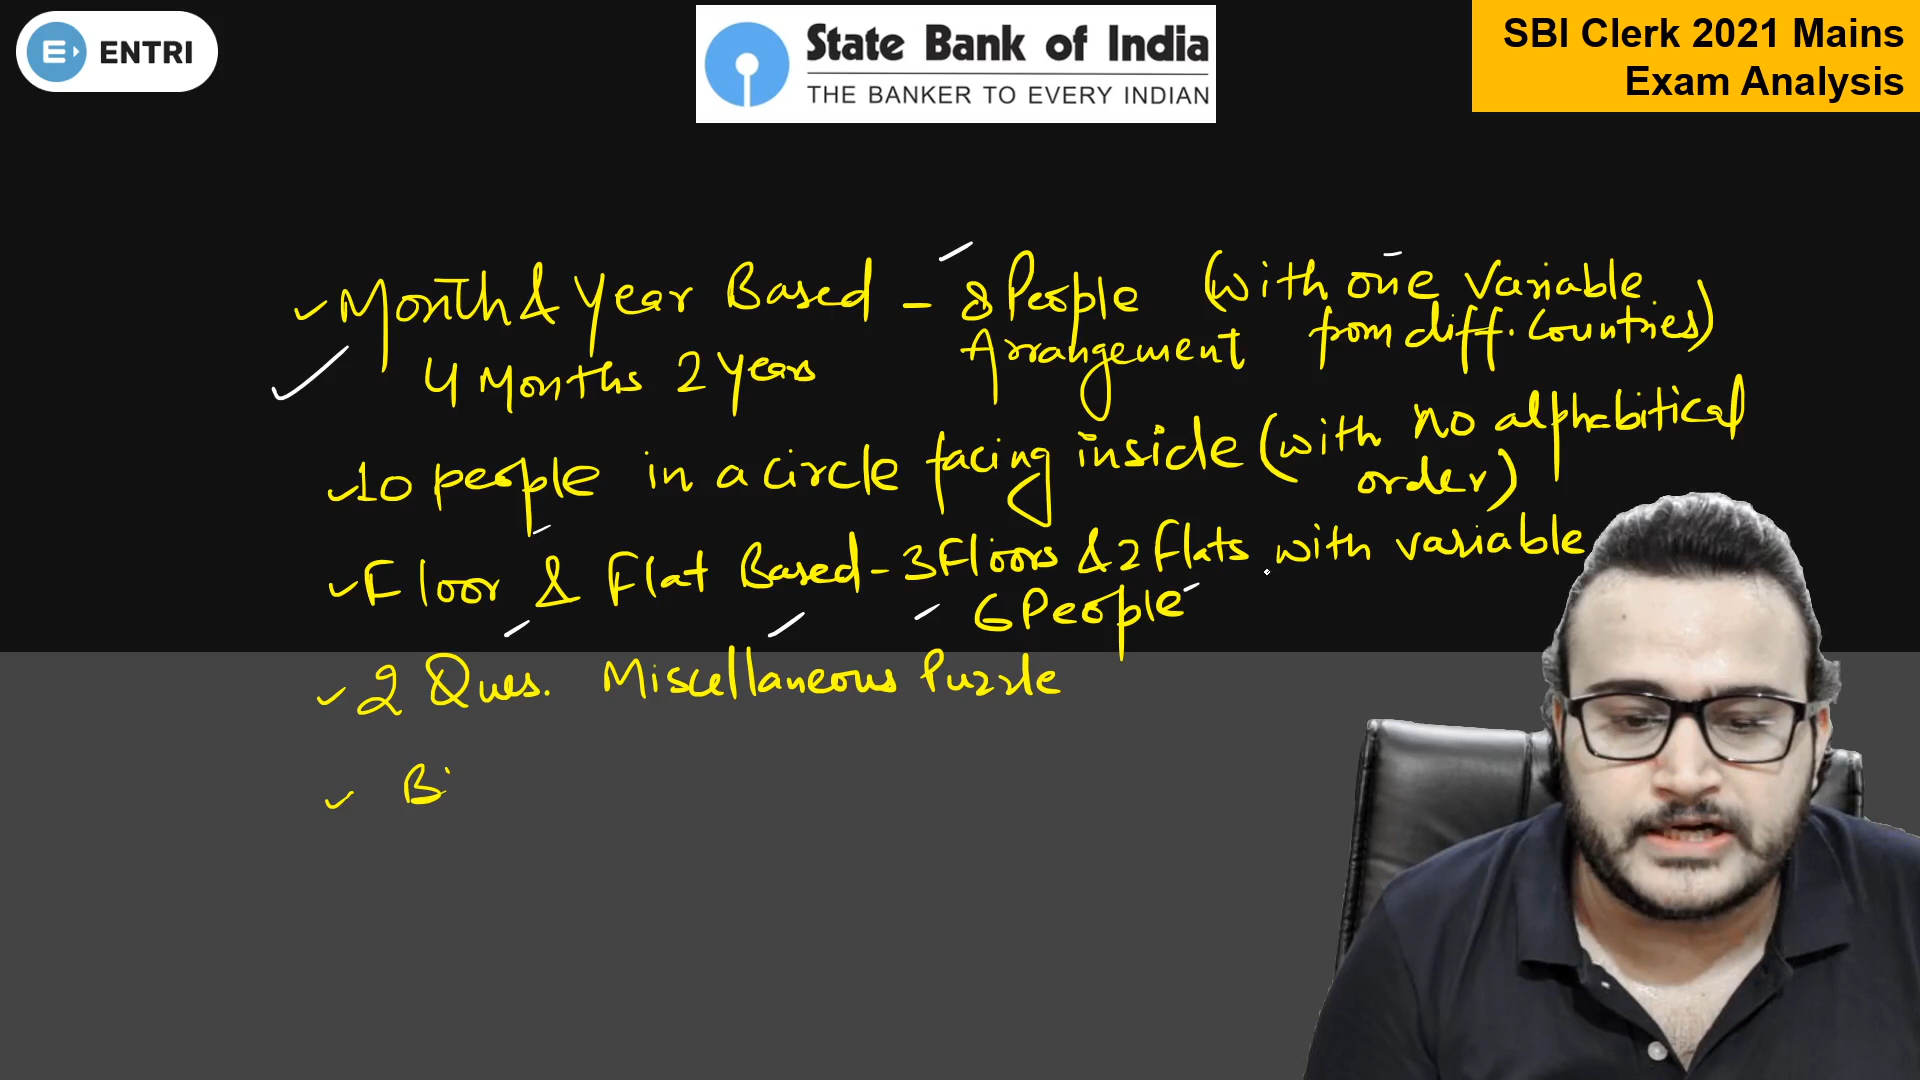 ENTRI
State Bank of India
THE BANKER TO EVERY INDIAN
SBI Clerk 2021 Mains
Exam Analysis
Month & Year Based - 8 People (with one variable
from diff. Countries)
4 Months 2 Years Arrangement
10 people in a circle facing inside (with no alphabitical
order)
Floor & Flat Based - 3 Floors & 2 Flats with variable
6 People
2 Ques. Miscellaneous Puzzle
Bi